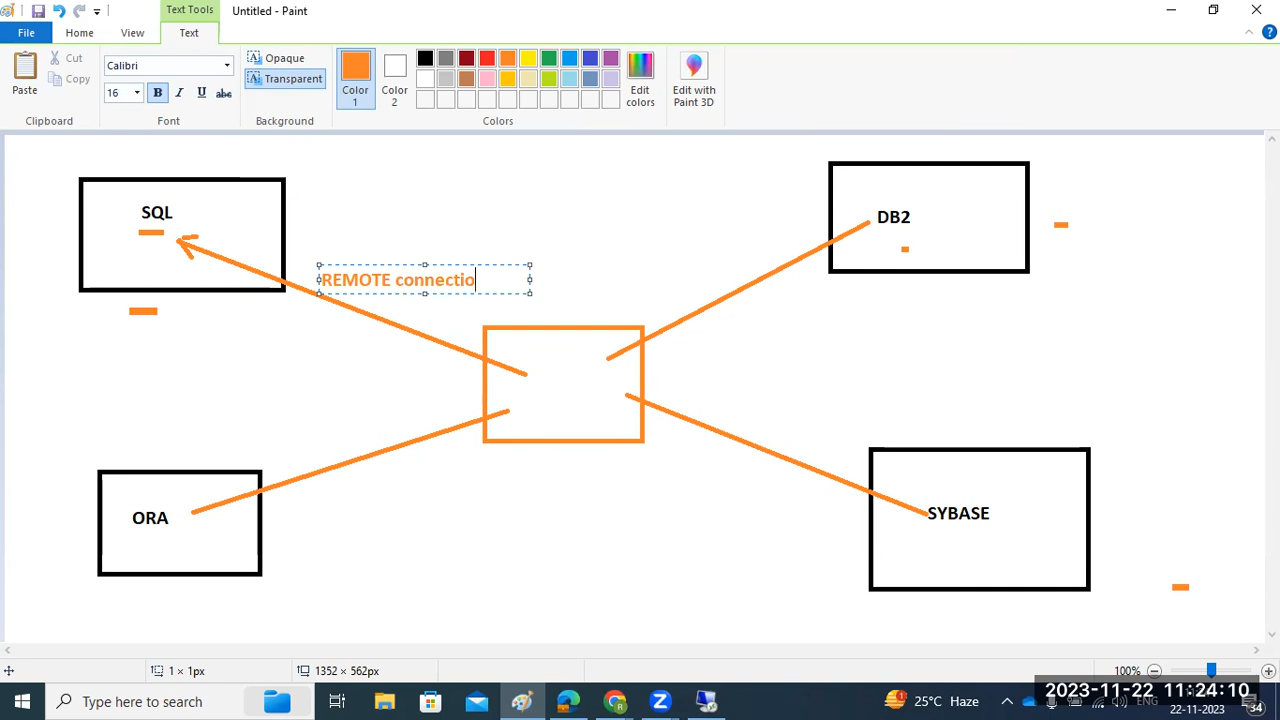 Text Tools
Untitled - Paint
File
Home
View
Text
Paste
Cut
Copy
Clipboard
Calibri
16
B
I
U
abc
Font
Opaque
Transparent
Background
Color 1
Color 2
Edit colors
Colors
Edit with Paint 3D
SQL
DB2
REMOTE connectio
ORA
SYBASE
1 × 1px
1352 × 562px
100%
Type here to search
25°C Haze
ENG
2023-11-22 11:24:10
22-11-2023
34